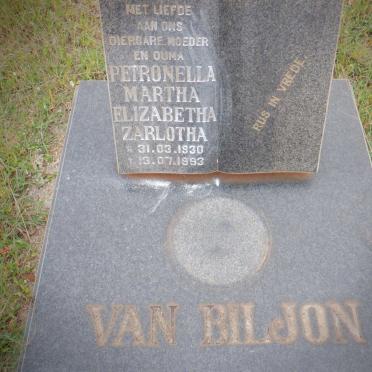 MET LIEFDE
AAN ONS
DIERBARE MOEDER
EN OUMA
PETRONELLA
MARTHA
ELIZABETHA
ZARLOTHA
* 31.03.1930
† 13.07.1993
RUS IN VREDE.
VAN BILJON